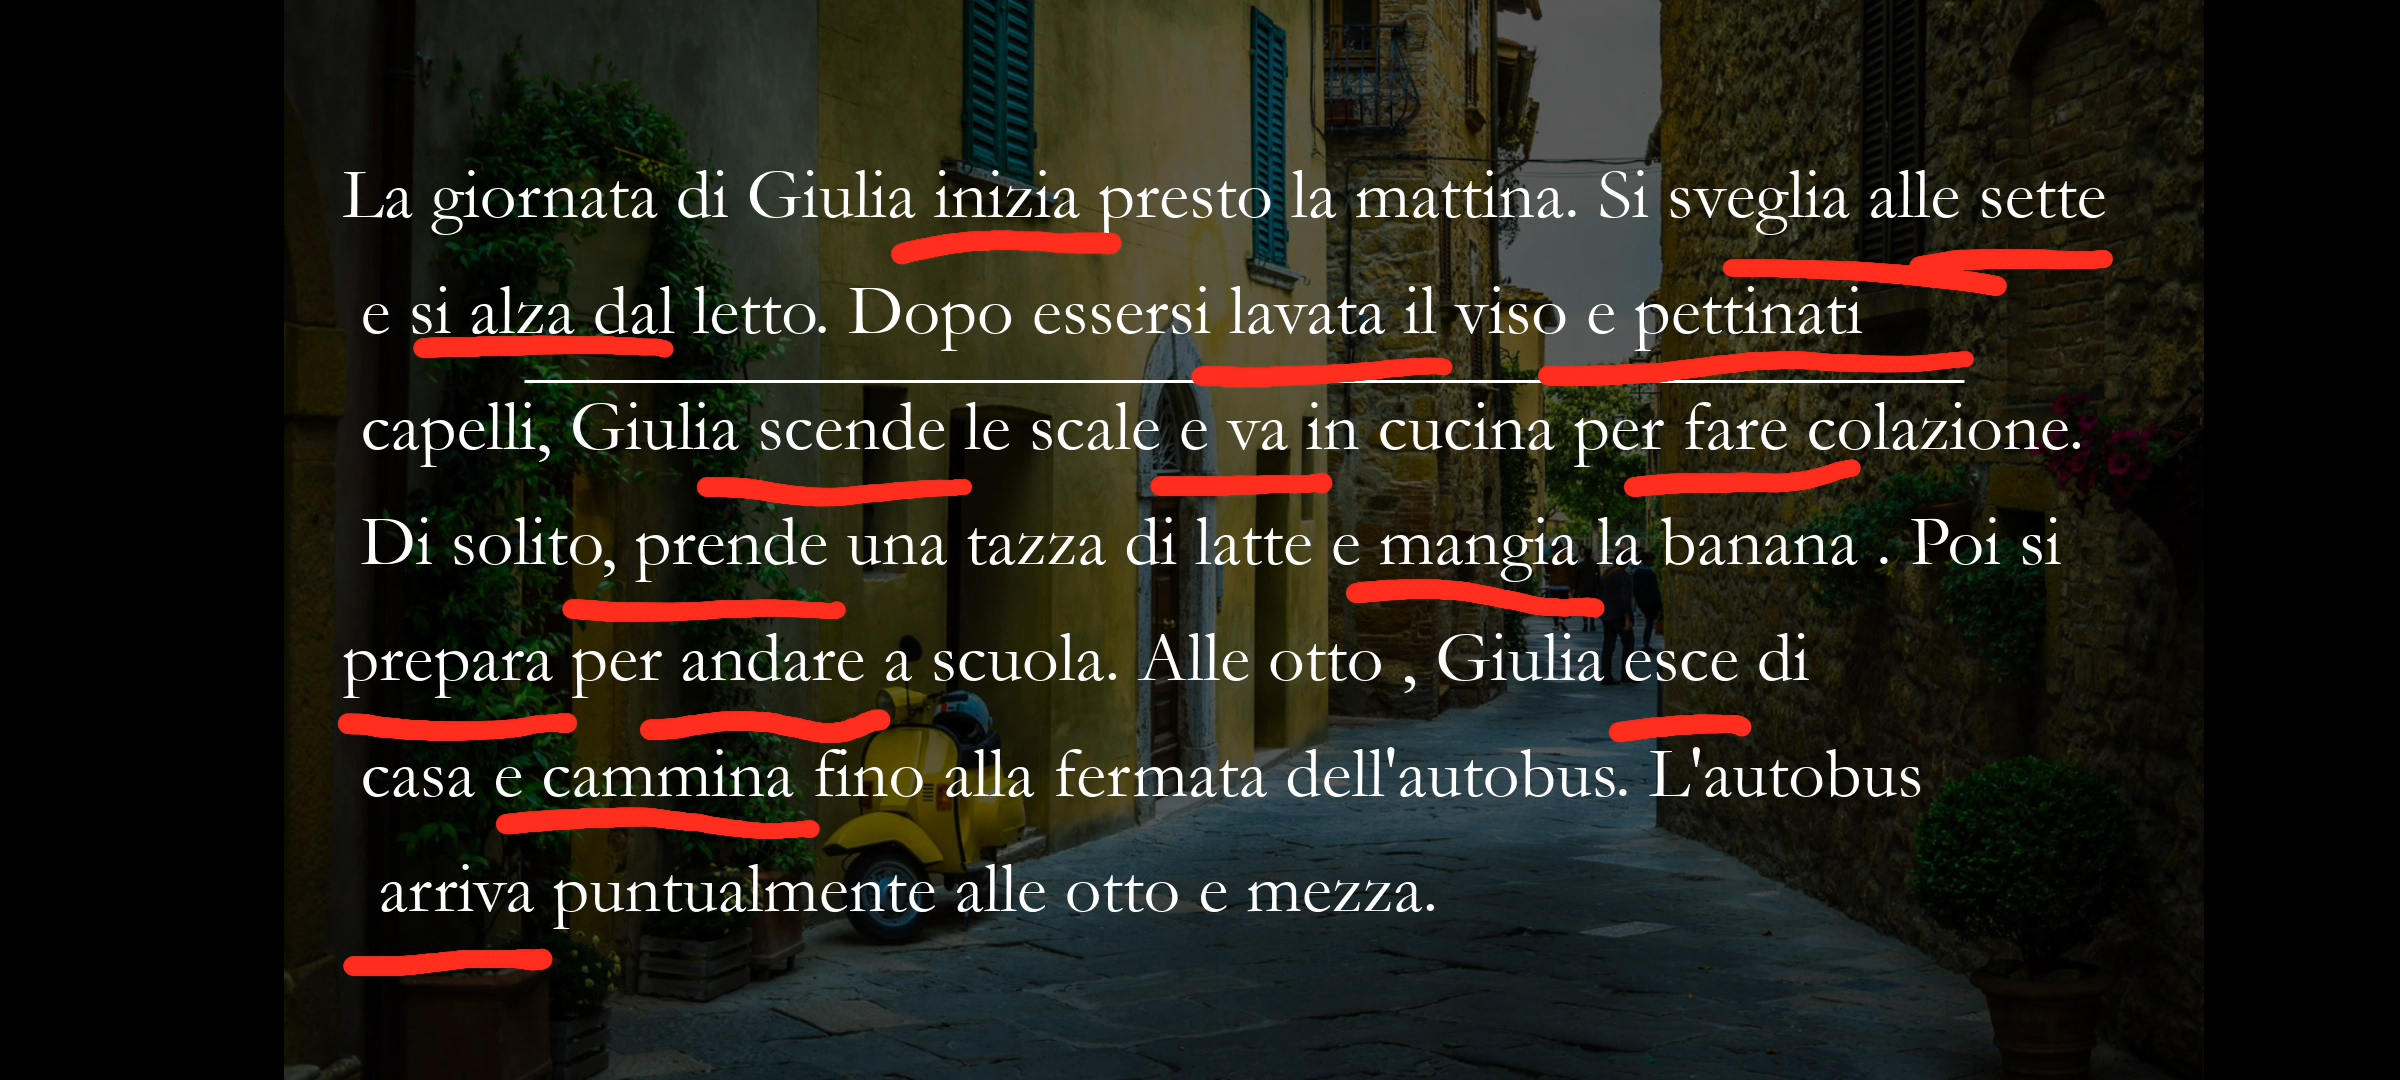 La giornata di Giulia inizia presto la mattina. Si sveglia alle sette
e si alza dal letto. Dopo essersi lavata il viso e pettinati
capelli, Giulia scende le scale e va in cucina per fare colazione.
Di solito, prende una tazza di latte e mangia la banana . Poi si
prepara per andare a scuola. Alle otto , Giulia esce di
casa e cammina fino alla fermata dell'autobus. L'autobus
arriva puntualmente alle otto e mezza.